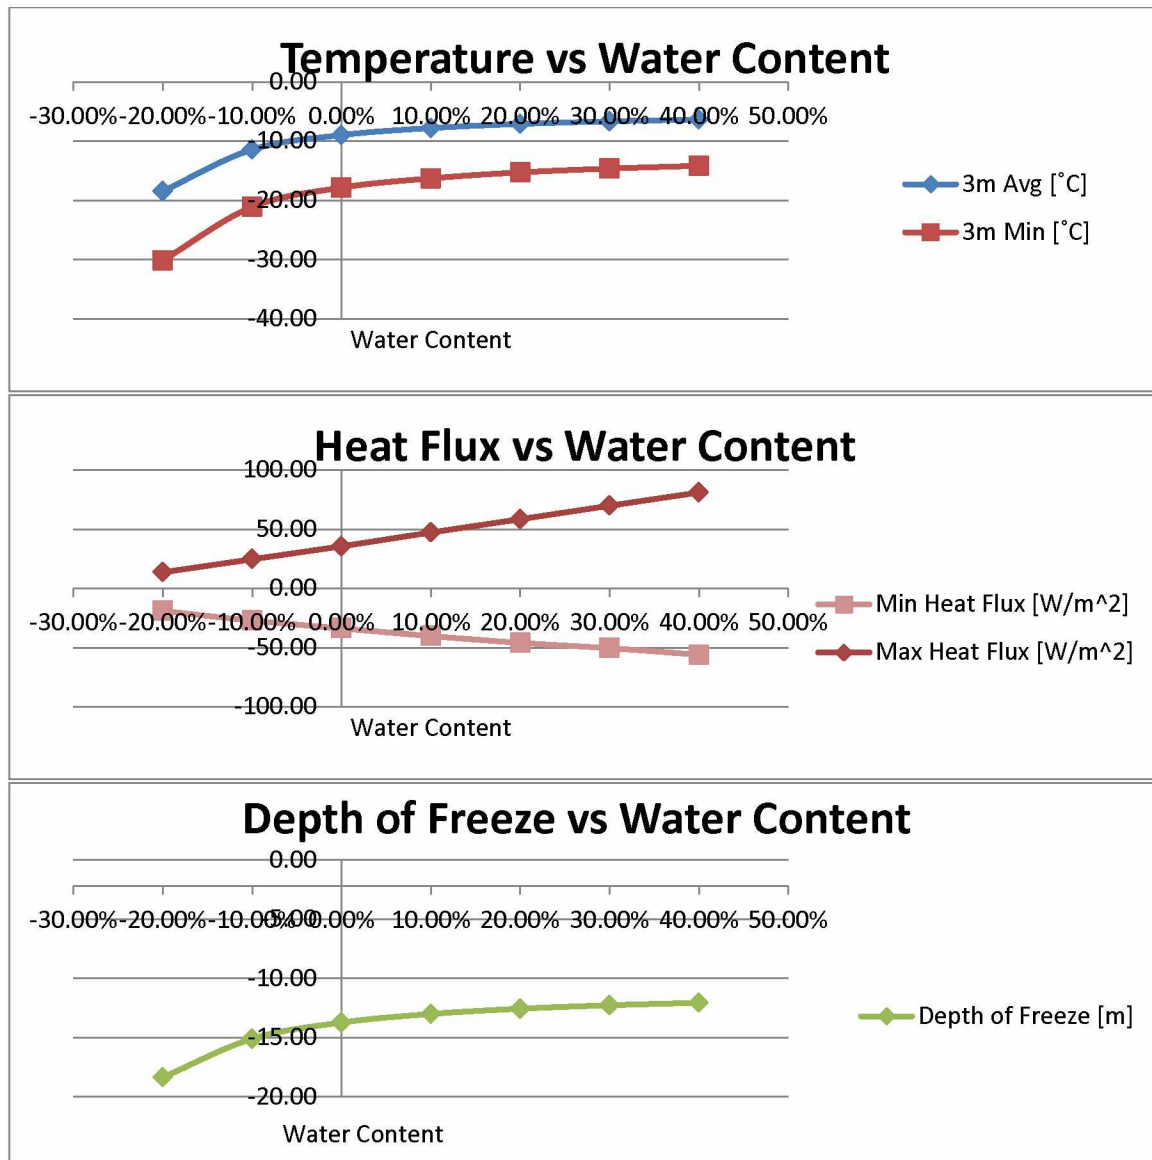 Temperature vs Water Content
0.00
-30.00% -20.00% -10.00% 0.00% 10.00% 20.00% 30.00% 40.00% 50.00%
-10.00
-20.00
-30.00
-40.00
Water Content
3m Avg [˚C]
3m Min [˚C]
Heat Flux vs Water Content
100.00
50.00
0.00
-30.00% -20.00% -10.00% 0.00% 10.00% 20.00% 30.00% 40.00% 50.00%
-50.00
-100.00
Water Content
Min Heat Flux [W/m^2]
Max Heat Flux [W/m^2]
Depth of Freeze vs Water Content
0.00
-30.00% -20.00% -10.00% 0.00% 10.00% 20.00% 30.00% 40.00% 50.00%
-5.00
-10.00
-15.00
-20.00
Water Content
Depth of Freeze [m]